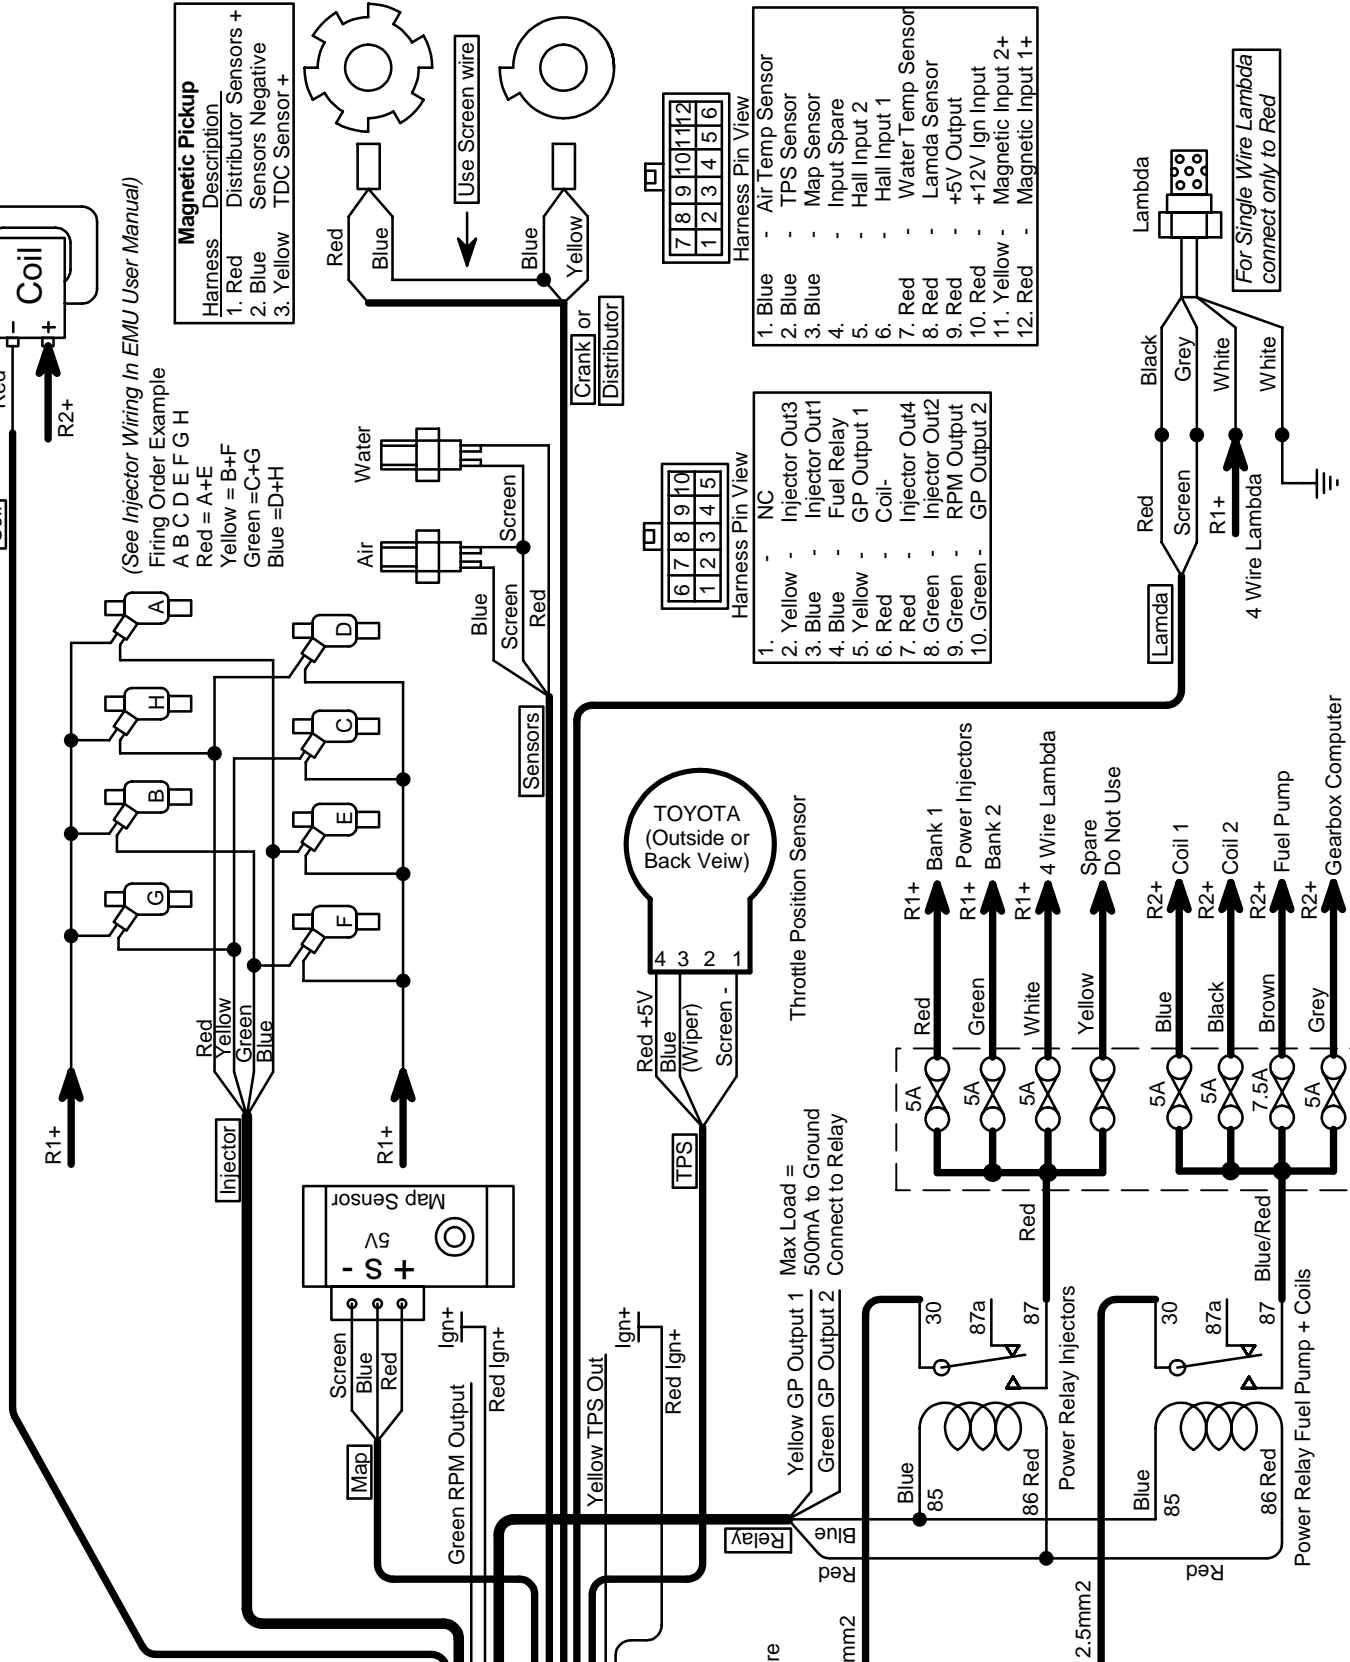 Coil
-
+
R2+
(See Injector Wiring In EMU User Manual)
Firing Order Example
A B C D E F G H
Red = A+E
Yellow = B+F
Green =C+G
Blue =D+H
Magnetic Pickup
Harness Description
1. Red Distributor Sensors +
2. Blue Sensors Negative
3. Yellow TDC Sensor +
Red
Blue
Use Screen wire
Blue
Yellow
Crank or
Distributor
Water
Air
Screen
Blue
Screen
Red
Sensors
A
H
B
G
D
C
E
F
Red
Yellow
Green
Blue
R1+
R1+
Injector
7 8 9 10 11 12
1 2 3 4 5 6
Harness Pin View
1. Blue - Air Temp Sensor
2. Blue - TPS Sensor
3. Blue - Map Sensor
4. - Input Spare
5. - Hall Input 2
6. - Hall Input 1
7. Red - Water Temp Sensor
8. Red - Lamda Sensor
9. Red - +5V Output
10. Red - +12V Ign Input
11. Yellow - Magnetic Input 2+
12. Red - Magnetic Input 1+
6 7 8 9 10
1 2 3 4 5
Harness Pin View
1. - NC
2. Yellow - Injector Out3
3. Blue - Injector Out1
4. Blue - Fuel Relay
5. Yellow - GP Output 1
6. Red - Coil-
7. Red - Injector Out4
8. Green - Injector Out2
9. Green - RPM Output
10. Green - GP Output 2
Lambda
For Single Wire Lambda
connect only to Red
Black
Grey
White
White
Red
Screen
R1+
4 Wire Lambda
Lamda
TOYOTA
(Outside or
Back Veiw)
4 3 2 1
Throttle Position Sensor
Red +5V
Blue
(Wiper)
Screen -
TPS
Map Sensor
5V
+ S -
Screen
Blue
Red
Map
Ign+
Green RPM Output
Red Ign+
Yellow TPS Out
Ign+
Red Ign+
Max Load =
500mA to Ground
Connect to Relay
Yellow GP Output 1
Green GP Output 2
Relay
Blue
Red
R1+
Bank 1
Power Injectors
R1+
Bank 2
R1+
4 Wire Lambda
Spare
Do Not Use
R2+
Coil 1
R2+
Coil 2
R2+
Fuel Pump
R2+
Gearbox Computer
Red
Green
White
Yellow
Blue
Black
Brown
Grey
5A
5A
5A
5A
5A
7.5A
5A
Red
Blue/Red
30
87a
87
Blue
85
86 Red
Power Relay Injectors
30
87a
87
Blue
85
86 Red
Power Relay Fuel Pump + Coils
Red
mm2
2.5mm2